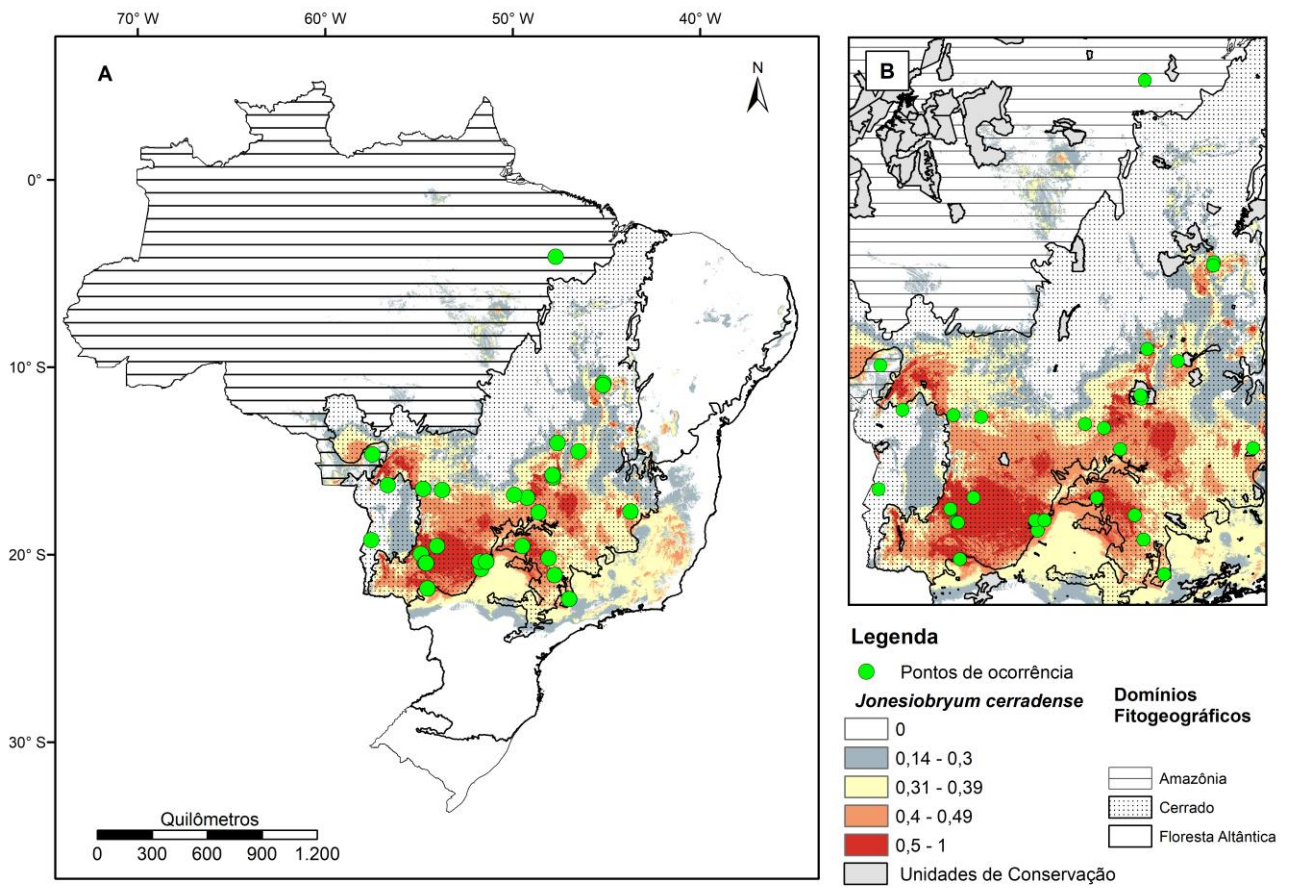 70° W 60° W 50° W 40° W
A
N
B
0°
10° S
20° S
30° S
Quilômetros
0 300 600 900 1.200
Legenda
Pontos de ocorrência
Jonesiobryum cerradense
0
0,14 - 0,3
0,31 - 0,39
0,4 - 0,49
0,5 - 1
Unidades de Conservação
Domínios
Fitogeográficos
Amazônia
Cerrado
Floresta Altântica